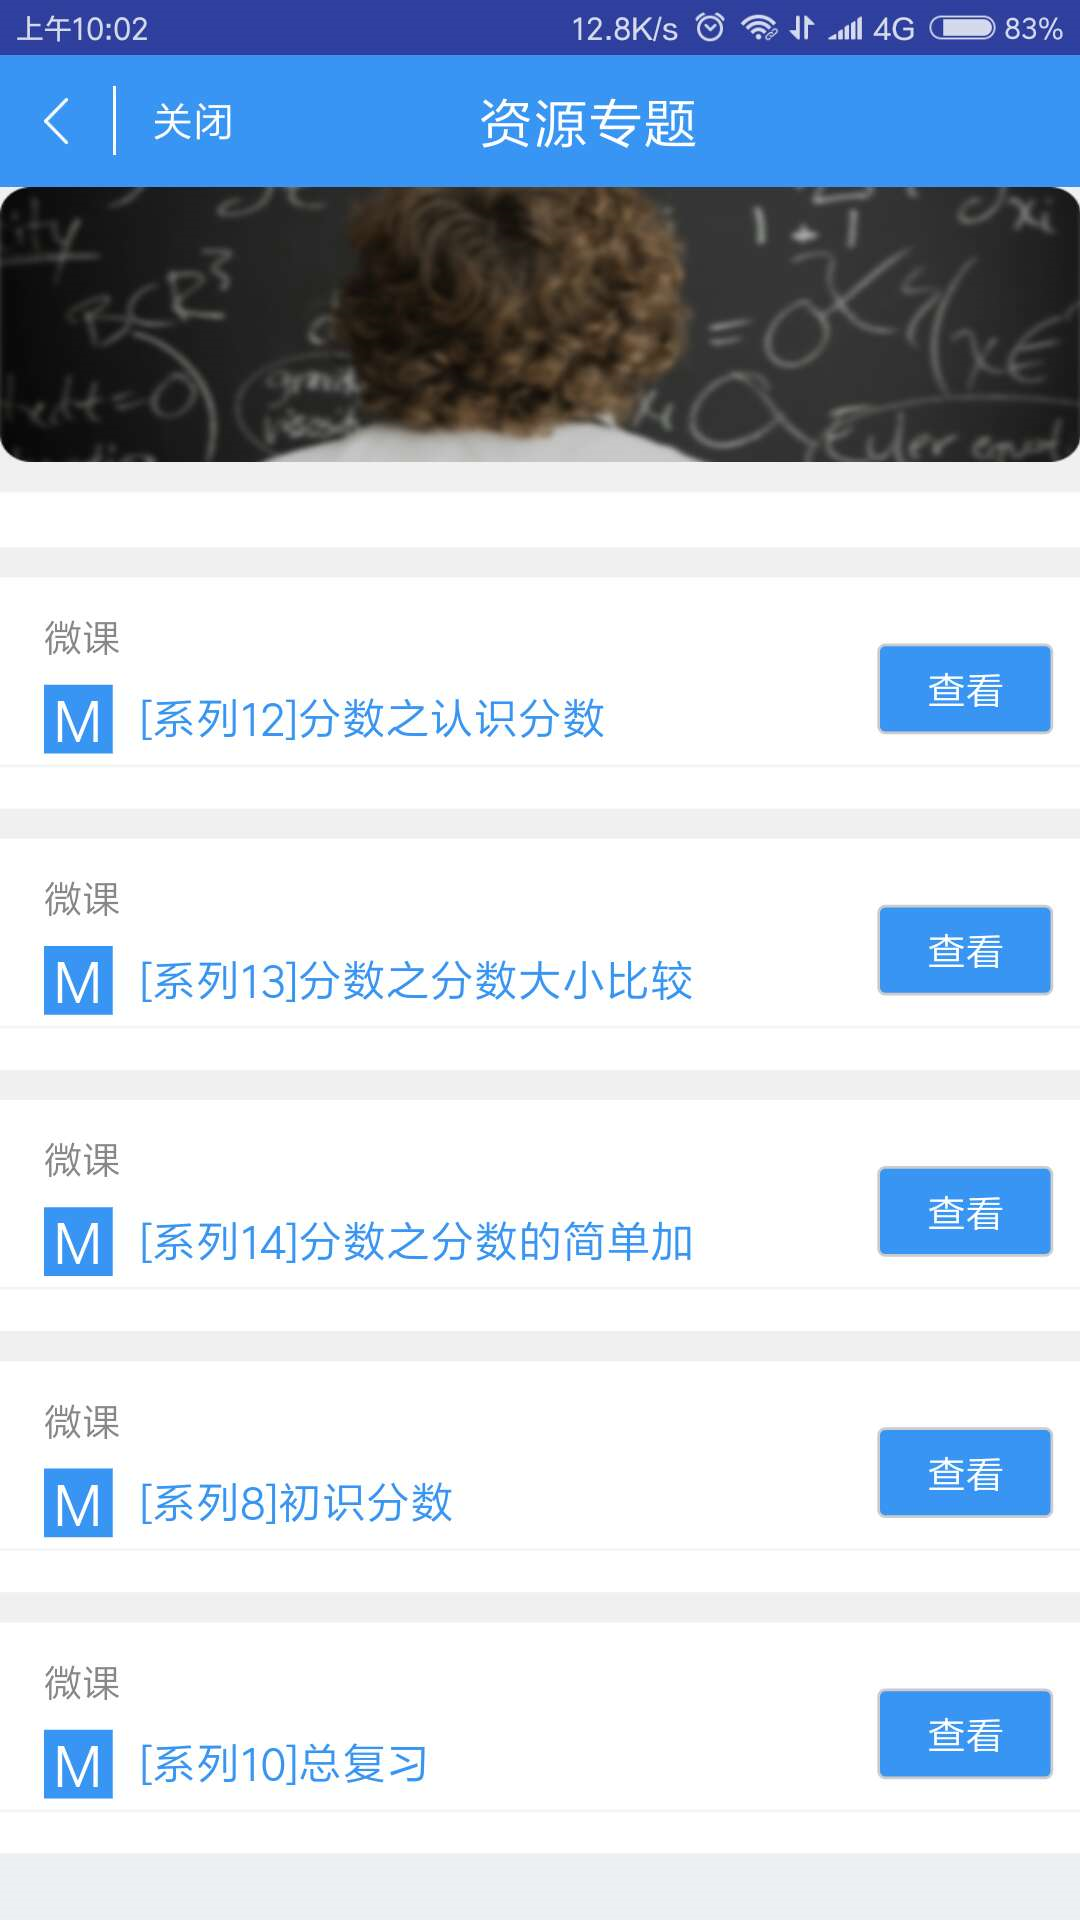 上午10:02 12.8K/s 4G 83%
关闭 资源专题
BCR³
=0
Euler equat
微课
M [系列12]分数之认识分数 查看
微课
M [系列13]分数之分数大小比较 查看
微课
M [系列14]分数之分数的简单加 查看
微课
M [系列8]初识分数 查看
微课
M [系列10]总复习 查看